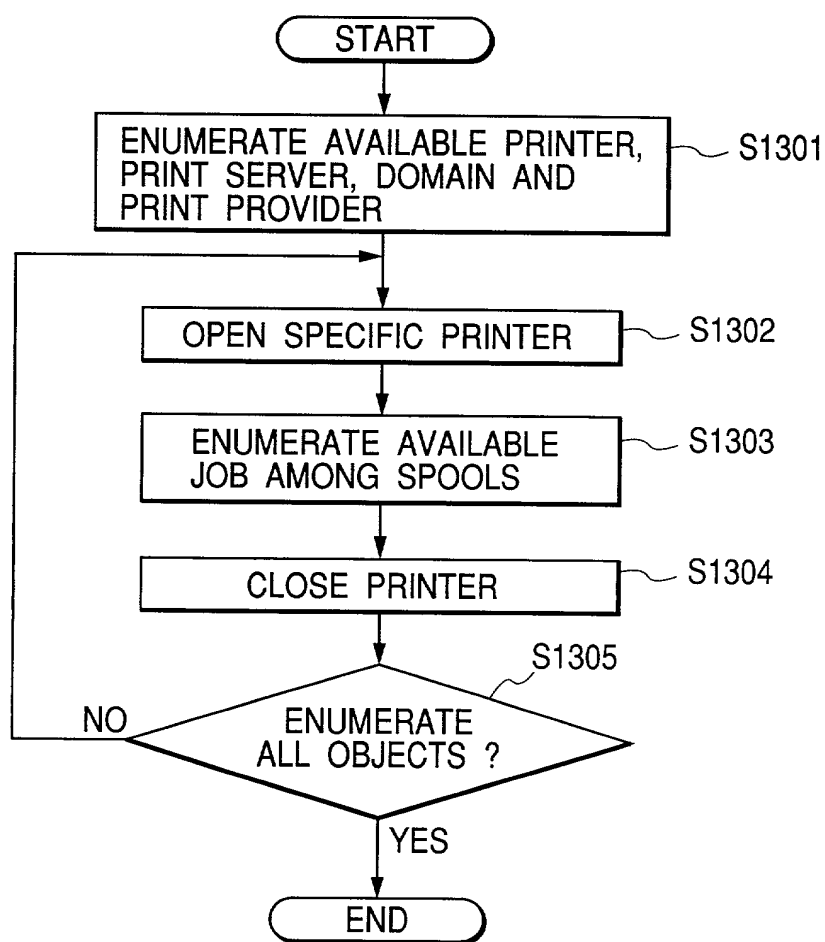 START
ENUMERATE AVAILABLE PRINTER,
PRINT SERVER, DOMAIN AND
PRINT PROVIDER
S1301
OPEN SPECIFIC PRINTER
S1302
ENUMERATE AVAILABLE
JOB AMONG SPOOLS
S1303
CLOSE PRINTER
S1304
S1305
NO
ENUMERATE
ALL OBJECTS ?
YES
END